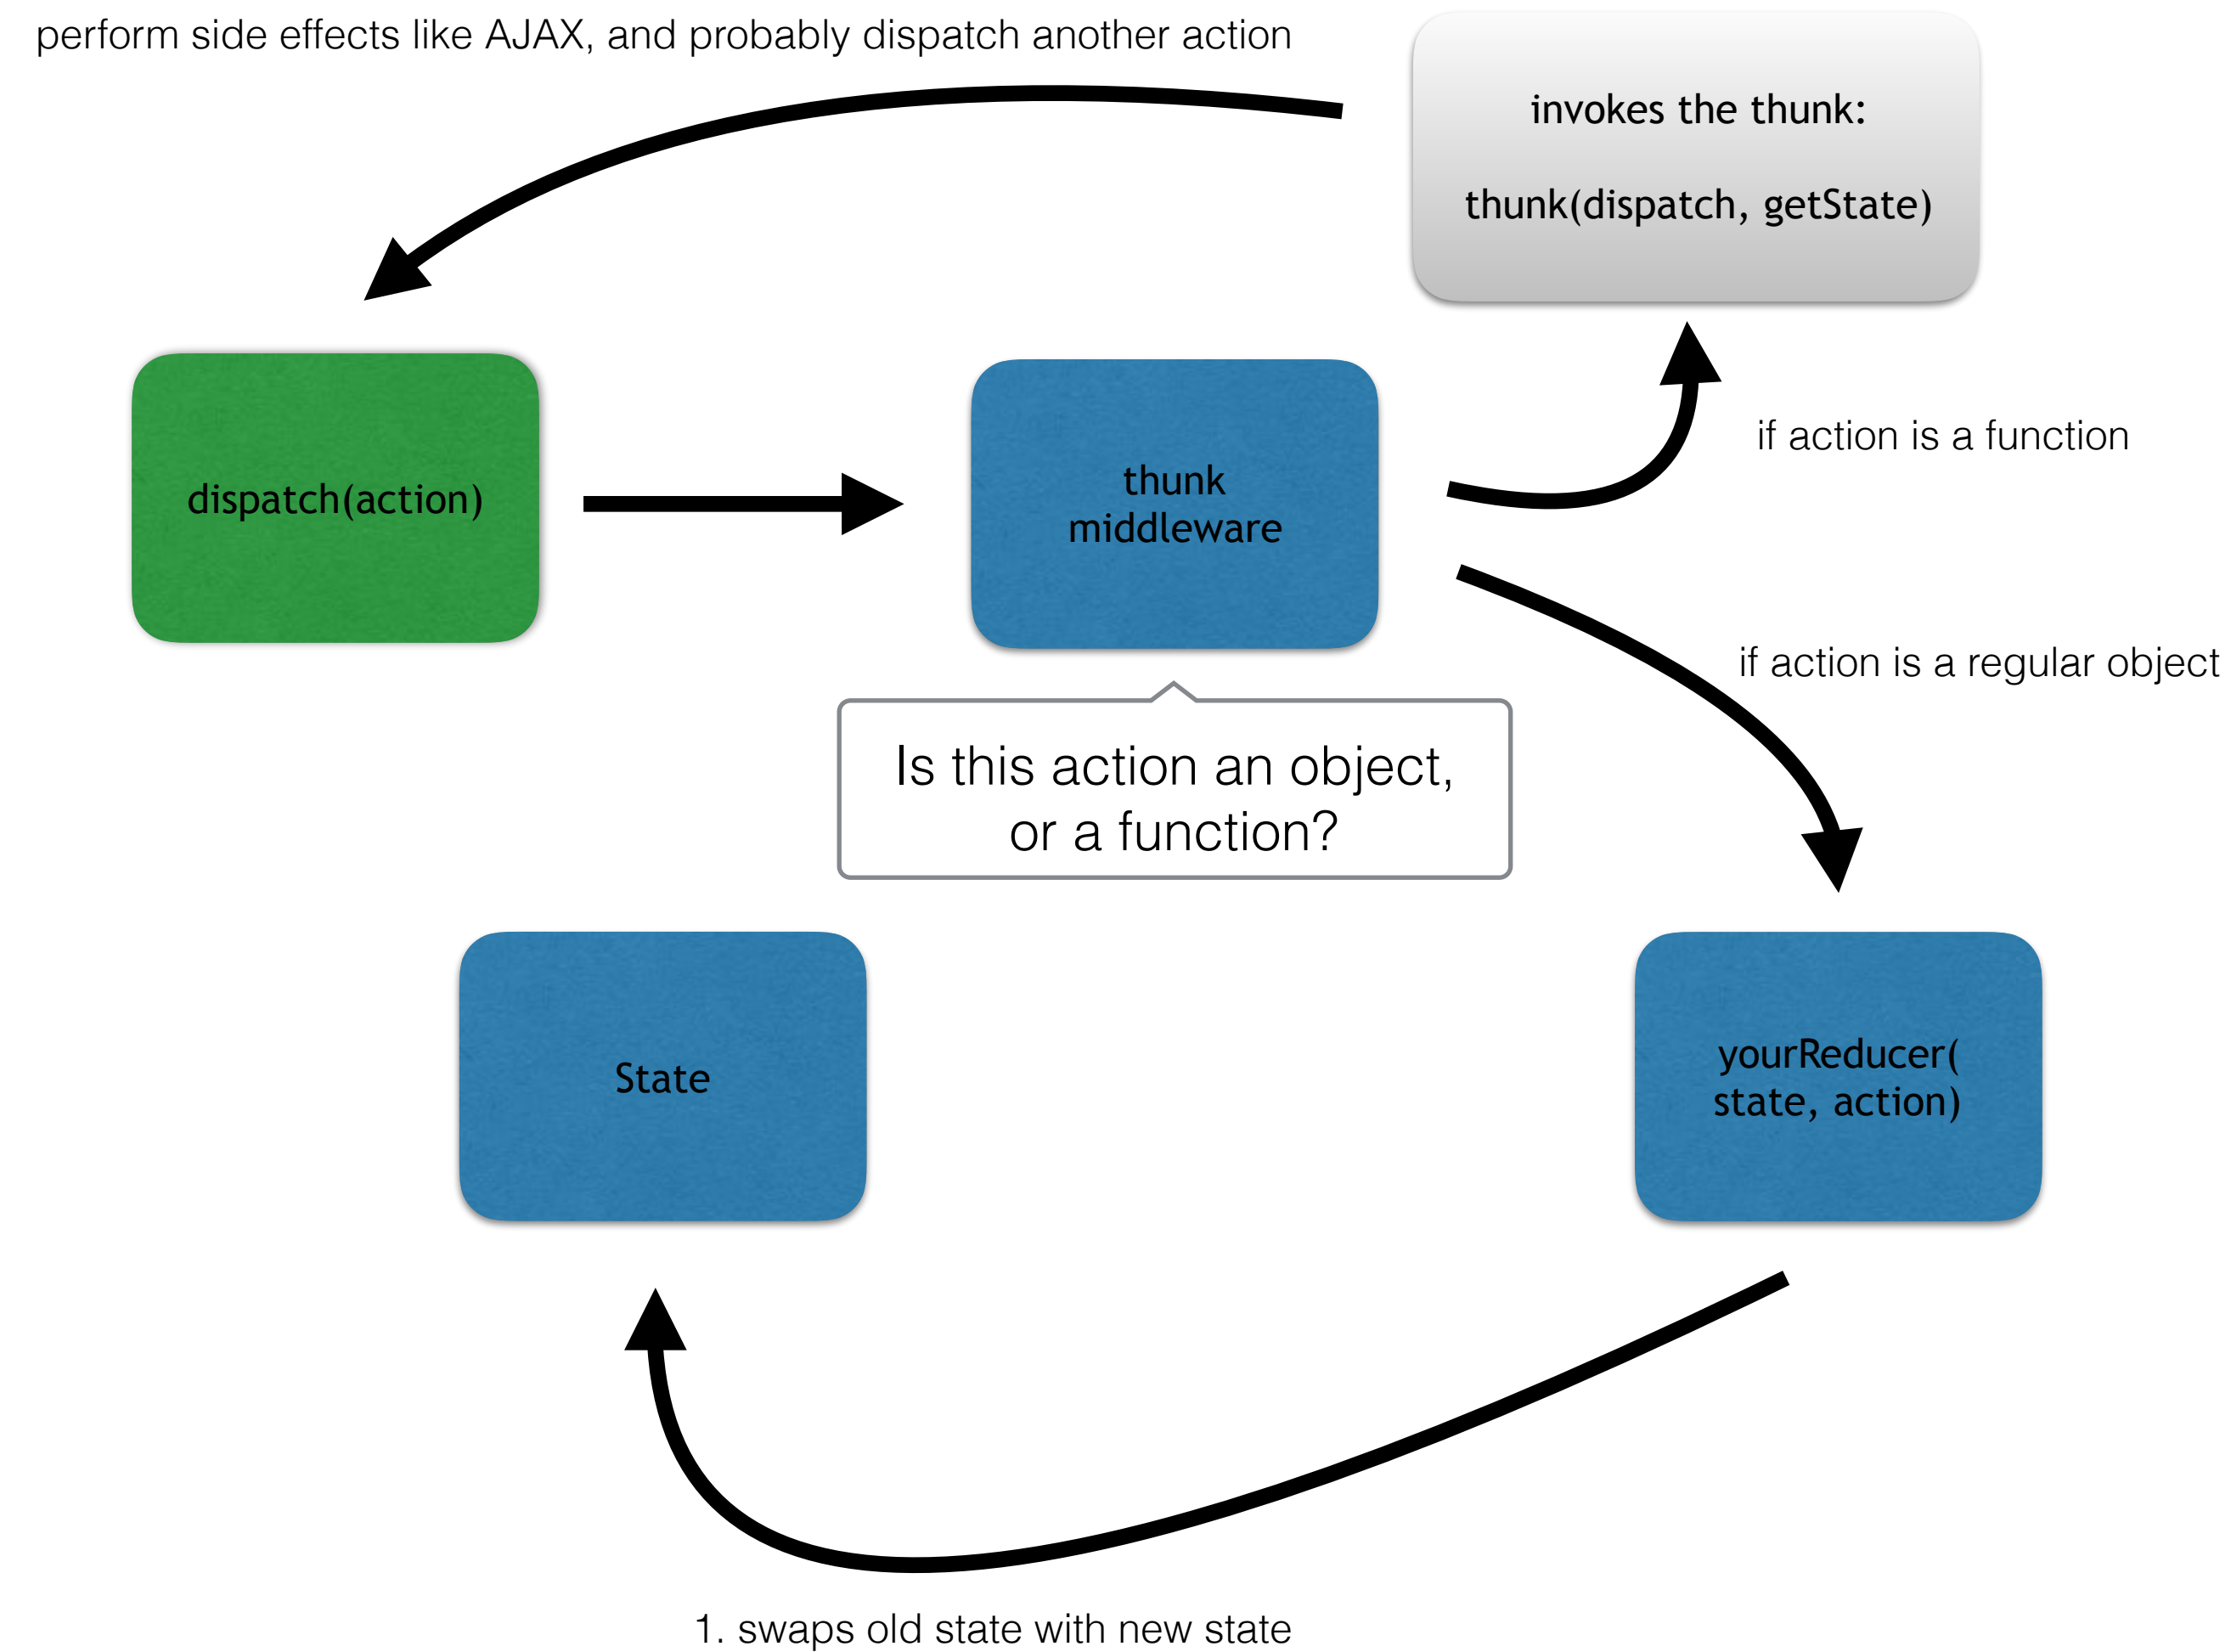 perform side effects like AJAX, and probably dispatch another action
invokes the thunk:
thunk(dispatch, getState)
if action is a function
dispatch(action)
thunk
middleware
if action is a regular object
Is this action an object,
or a function?
State
yourReducer(
state, action)
1. swaps old state with new state